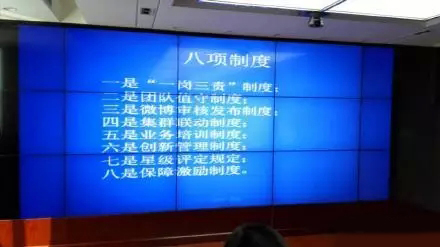 八项制度
一是“一岗三责”制度；
二是团队值守制度；
三是微博审核发布制度；
四是集群联动制度；
五是业务培训制度；
六是创新管理制度；
七是星级评定规定；
八是保障激励制度。